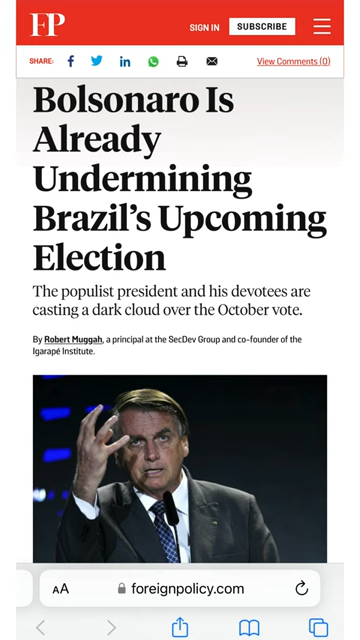 FP
SIGN IN
SUBSCRIBE
SHARE:
View Comments (0)
Bolsonaro Is
Already
Undermining
Brazil’s Upcoming
Election
The populist president and his devotees are
casting a dark cloud over the October vote.
By Robert Muggah, a principal at the SecDev Group and co-founder of the
Igarapé Institute.
AA
foreignpolicy.com